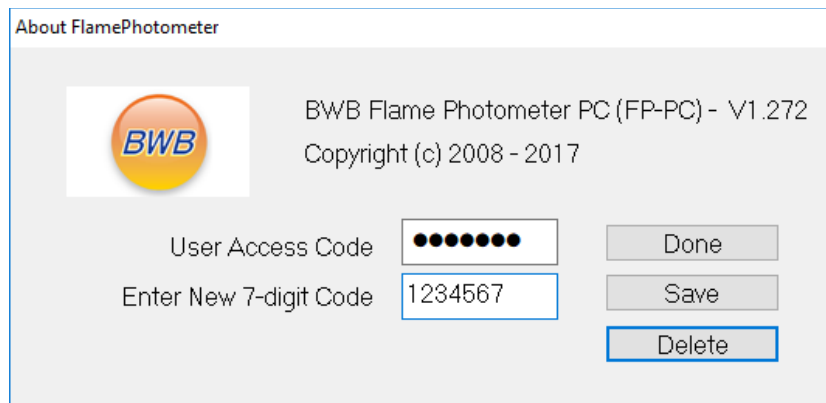 About FlamePhotometer
BWB
BWB Flame Photometer PC (FP-PC) - V1.272
Copyright (c) 2008 - 2017
User Access Code ●●●●●●● Done
Enter New 7-digit Code 1234567 Save
Delete